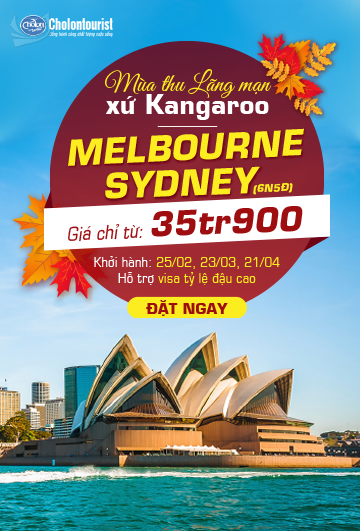 Cholon
Cholontourist
Mùa thu Lãng mạn
xứ Kangaroo
MELBOURNE
SYDNEY(6N5Đ)
Giá chỉ từ: 35tr900
Khởi hành: 25/02, 23/03, 21/04
Hỗ trợ visa tỷ lệ đậu cao
ĐẶT NGAY